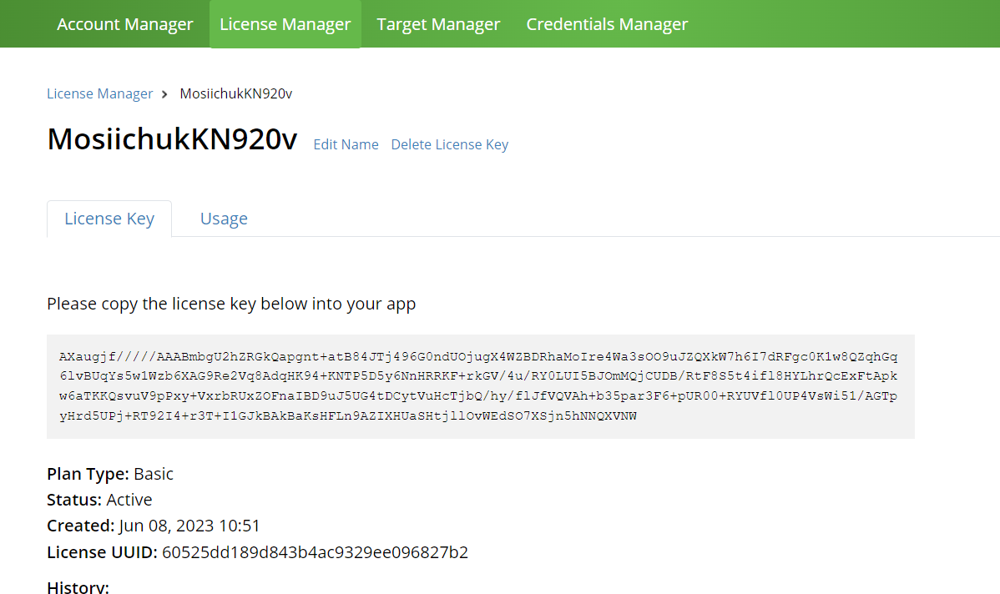 Account Manager License Manager Target Manager Credentials Manager
License Manager > MosiichukKN920v
MosiichukKN920v Edit Name Delete License Key
License Key Usage
Please copy the license key below into your app
AXaugjf/////AAABmbgU2hZRGkQapgnt+atB84JTj496G0ndUOjugX4WZBDRhaMoIre4Wa3sOO9uJZQXkW7h6I7dRFgc0K1w8QZqhGq
6lvBUqYs5w1Wzb6XAG9Re2Vq8AdqHK94+KNTP5D5y6NnHRRKF+rkGV/4u/RY0LUI5BJOmMQjCUDB/RtF8S5t4ifl8HYLhrQcExFtApk
w6aTKKQsvuV9pPxy+VxrbRUxZOFnaIBD9uJ5UG4tDCytVuHcTjbQ/hy/flJfVQVAh+b35par3F6+pUR00+RYUVfl0UP4VsWi51/AGTp
yHrd5UPj+RT92I4+r3T+I1GJkBAkBaKsHFLn9AZIXHUaSHtjllOvWEdSO7XSjn5hNNQXVNW
Plan Type: Basic
Status: Active
Created: Jun 08, 2023 10:51
License UUID: 60525dd189d843b4ac9329ee096827b2
History: